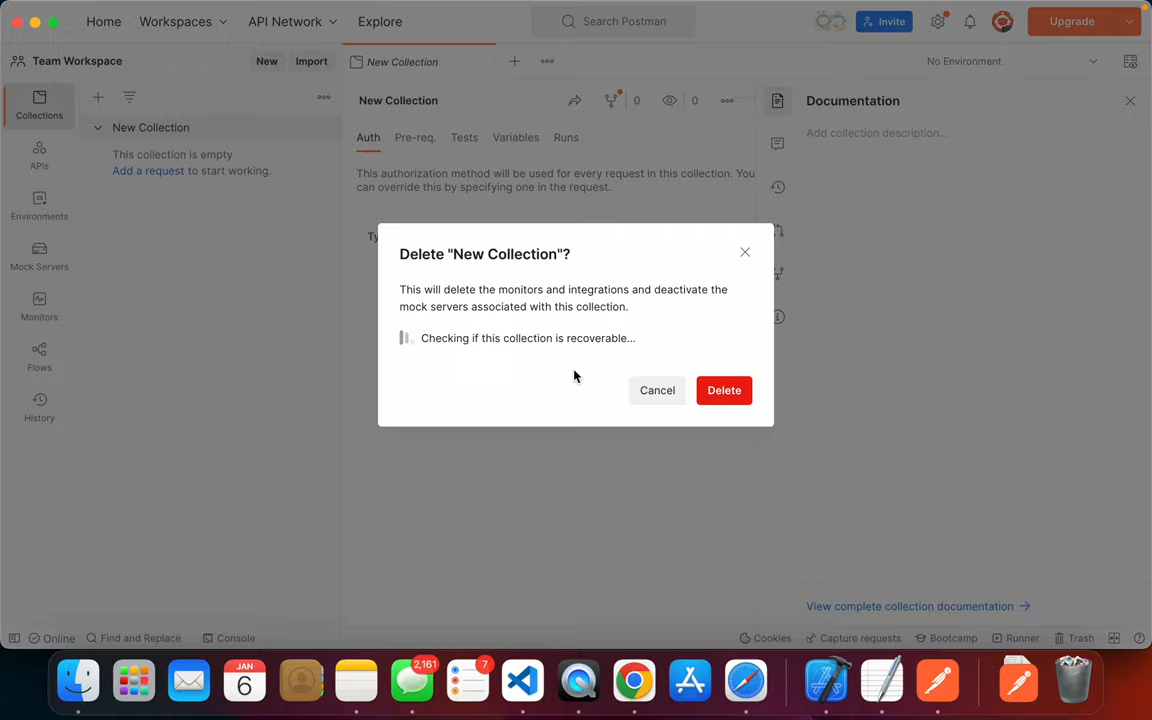 Home Workspaces API Network Explore Search Postman Invite Upgrade
Team Workspace New Import New Collection No Environment
Collections
New Collection
This collection is empty
Add a request to start working.
APIs
Environments
Mock Servers
Monitors
Flows
History
New Collection 0 0
Auth Pre-req. Tests Variables Runs
This authorization method will be used for every request in this collection. You
can override this by specifying one in the request.
Documentation
Add collection description...
Delete "New Collection"?
This will delete the monitors and integrations and deactivate the
mock servers associated with this collection.
Checking if this collection is recoverable...
Cancel Delete
View complete collection documentation →
Online Find and Replace Console Cookies Capture requests Bootcamp Runner Trash
JAN
6
2,161
7